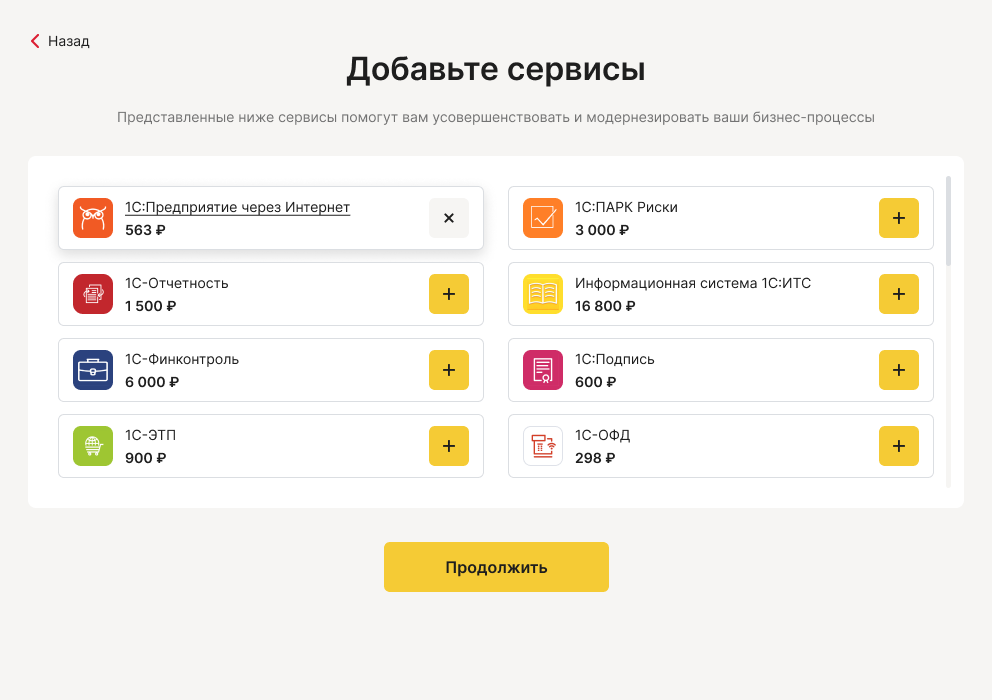 Назад
Добавьте сервисы
Представленные ниже сервисы помогут вам усовершенствовать и модернезировать ваши бизнес-процессы
1С:Предприятие через Интернет
563 ₽
1С:ПАРК Риски
3 000 ₽
1С-Отчетность
1 500 ₽
Информационная система 1С:ИТС
16 800 ₽
1С-Финконтроль
6 000 ₽
1С:Подпись
600 ₽
1С-ЭТП
900 ₽
1С-ОФД
298 ₽
Продолжить